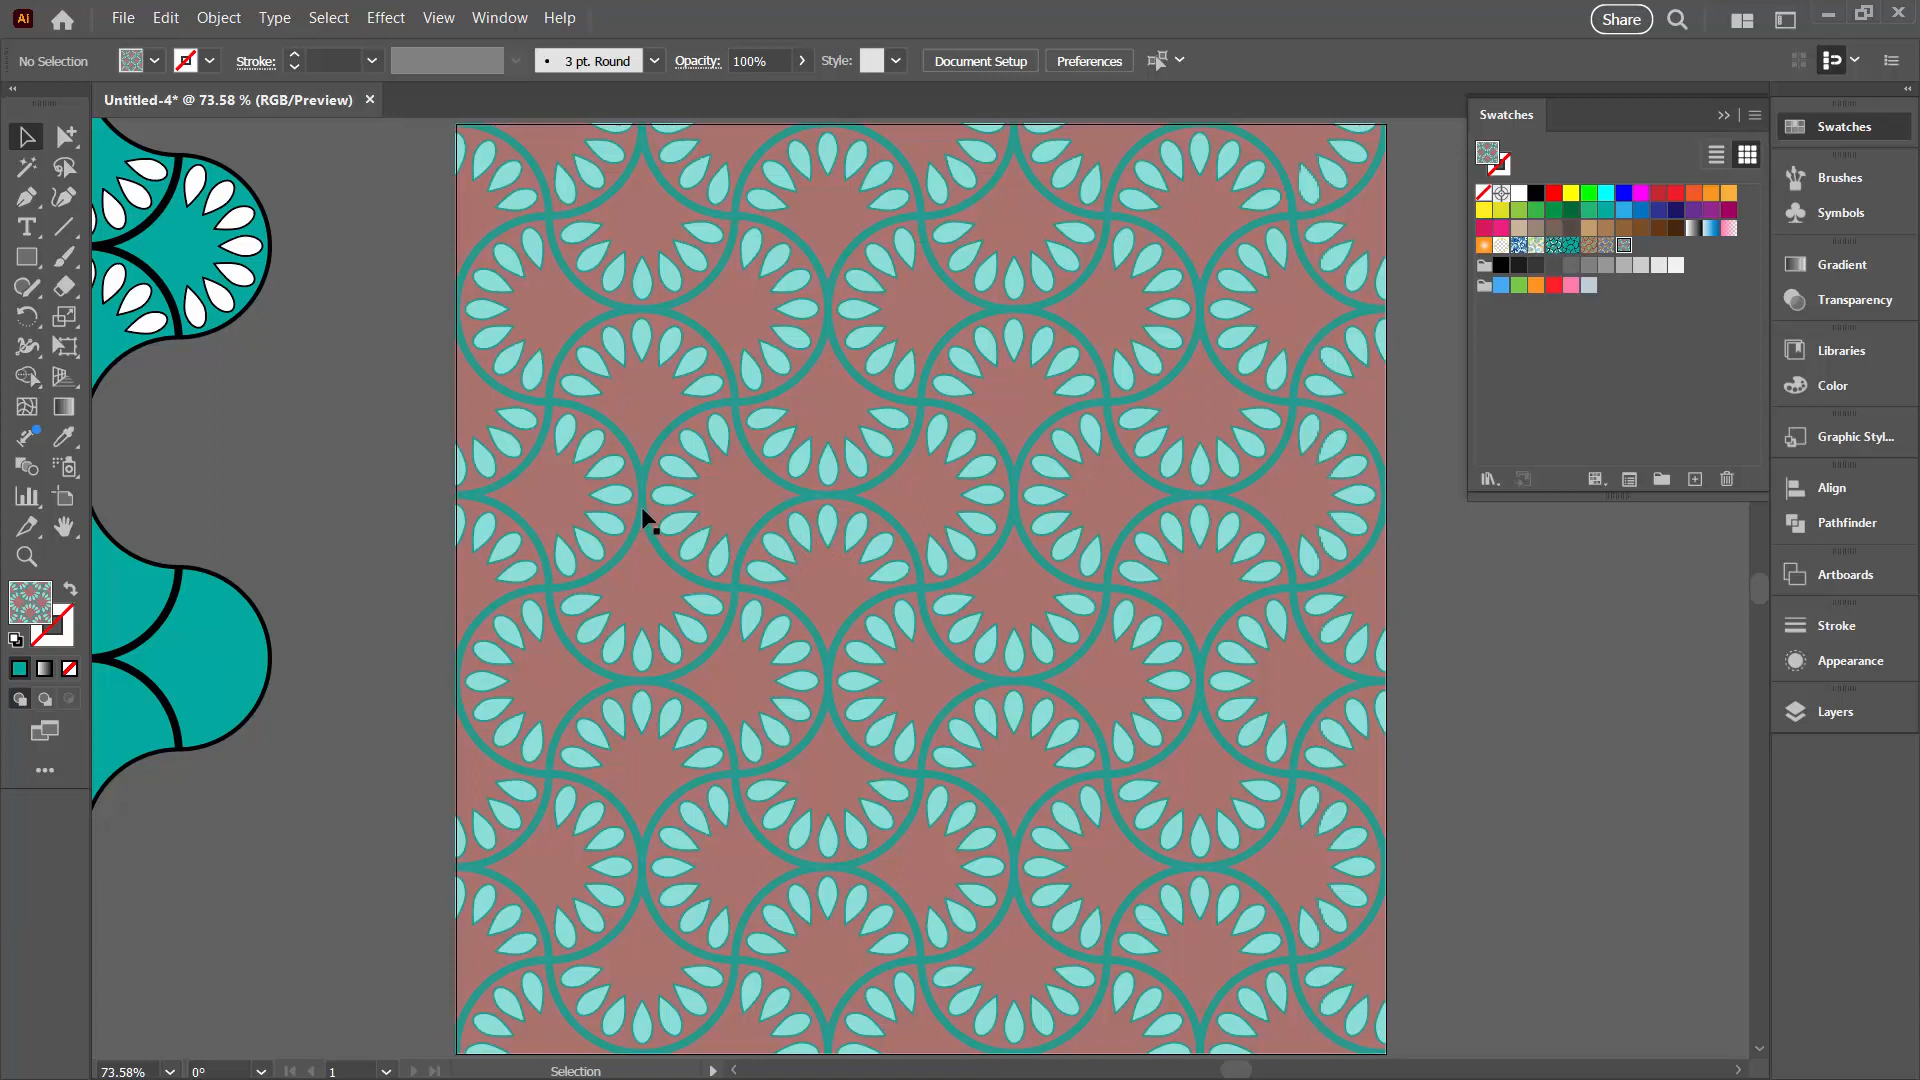 Ai File Edit Object Type Select Effect View Window Help Share
No Selection Stroke: 3 pt. Round Opacity: 100% Style: Document Setup Preferences
Untitled-4* @ 73.58 % (RGB/Preview)
Swatches
Swatches
Brushes
Symbols
Gradient
Transparency
Libraries
Color
Graphic Styl...
Align
Pathfinder
Artboards
Stroke
Appearance
Layers
73.58% 0° 1 Selection